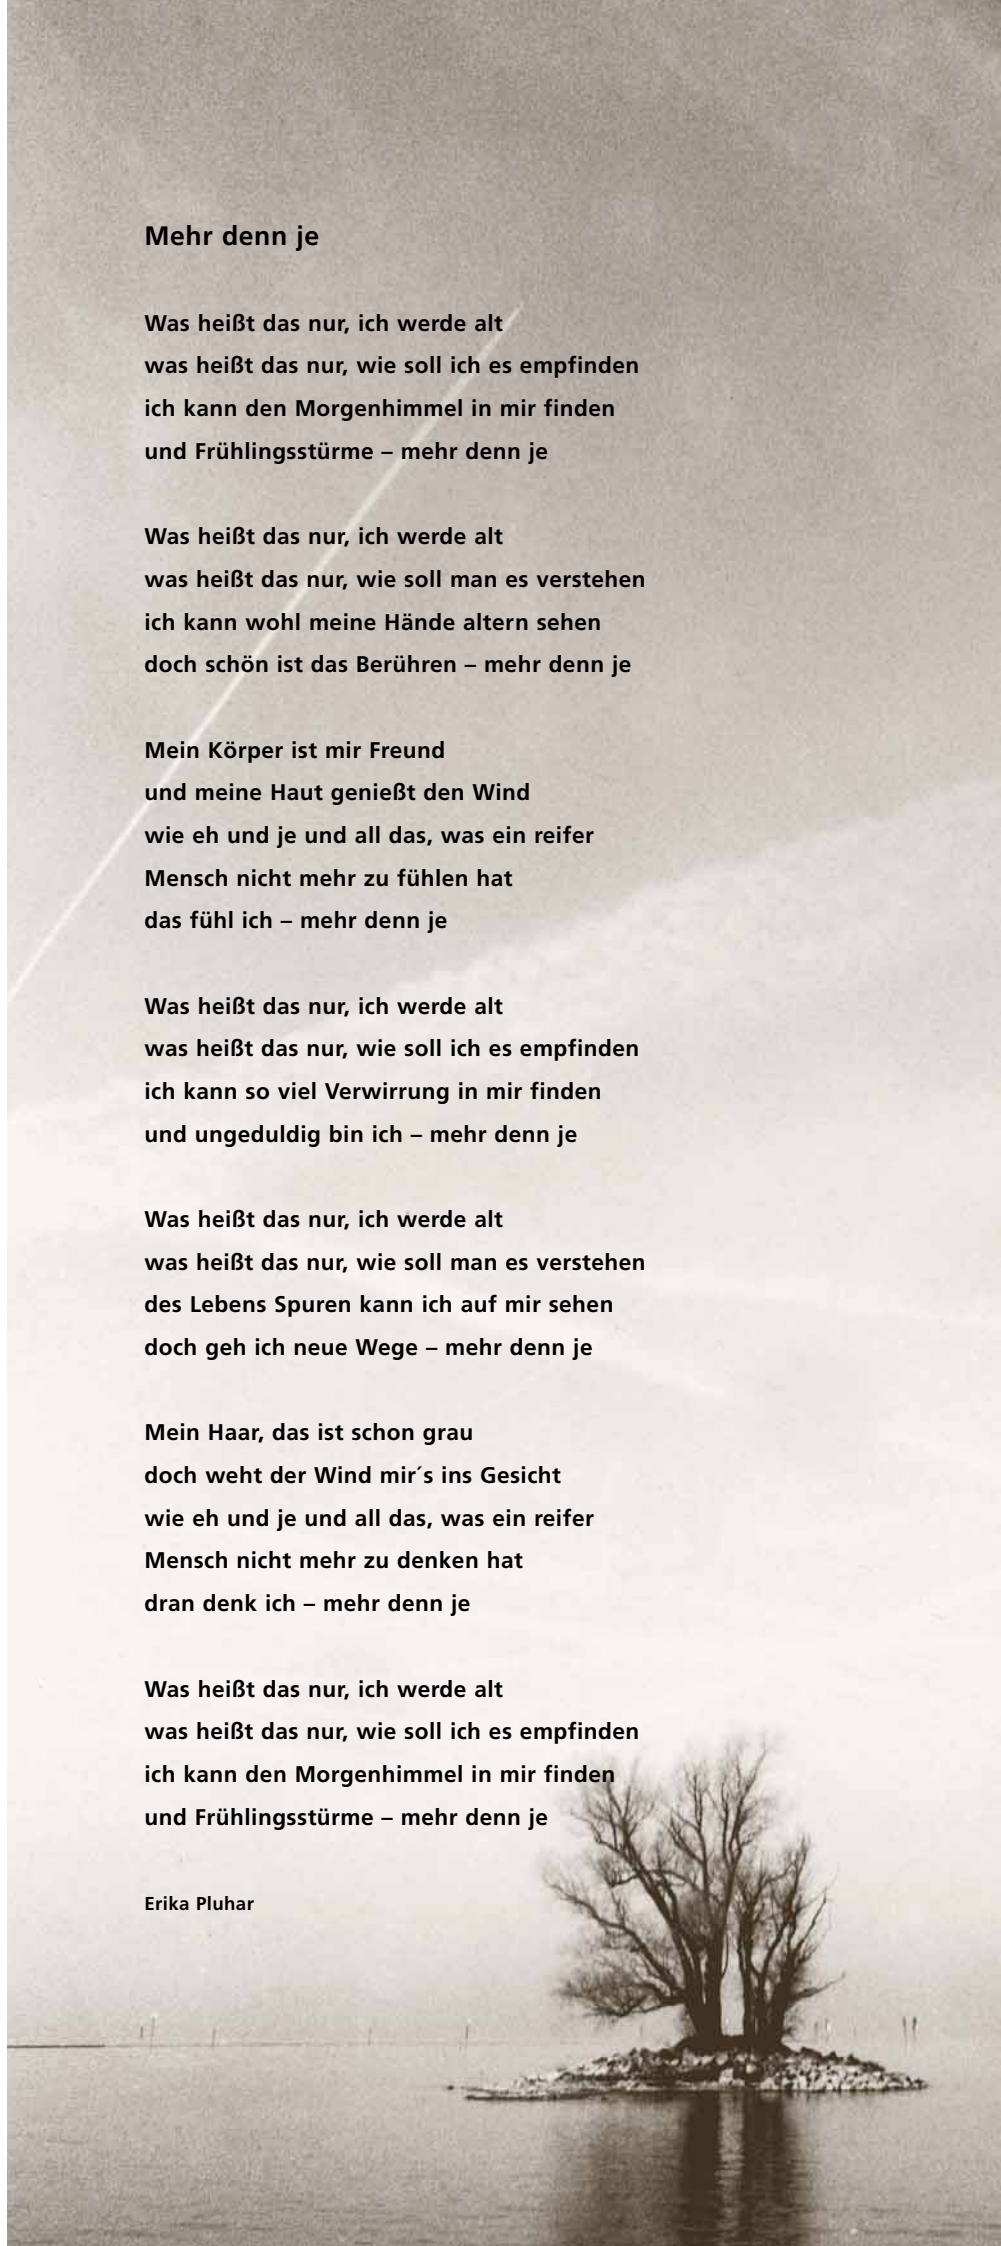 Mehr denn je
Was heißt das nur, ich werde alt
was heißt das nur, wie soll ich es empfinden
ich kann den Morgenhimmel in mir finden
und Frühlingsstürme – mehr denn je
Was heißt das nur, ich werde alt
was heißt das nur, wie soll man es verstehen
ich kann wohl meine Hände altern sehen
doch schön ist das Berühren – mehr denn je
Mein Körper ist mir Freund
und meine Haut genießt den Wind
wie eh und je und all das, was ein reifer
Mensch nicht mehr zu fühlen hat
das fühl ich – mehr denn je
Was heißt das nur, ich werde alt
was heißt das nur, wie soll ich es empfinden
ich kann so viel Verwirrung in mir finden
und ungeduldig bin ich – mehr denn je
Was heißt das nur, ich werde alt
was heißt das nur, wie soll man es verstehen
des Lebens Spuren kann ich auf mir sehen
doch geh ich neue Wege – mehr denn je
Mein Haar, das ist schon grau
doch weht der Wind mir´s ins Gesicht
wie eh und je und all das, was ein reifer
Mensch nicht mehr zu denken hat
dran denk ich – mehr denn je
Was heißt das nur, ich werde alt
was heißt das nur, wie soll ich es empfinden
ich kann den Morgenhimmel in mir finden
und Frühlingsstürme – mehr denn je
Erika Pluhar